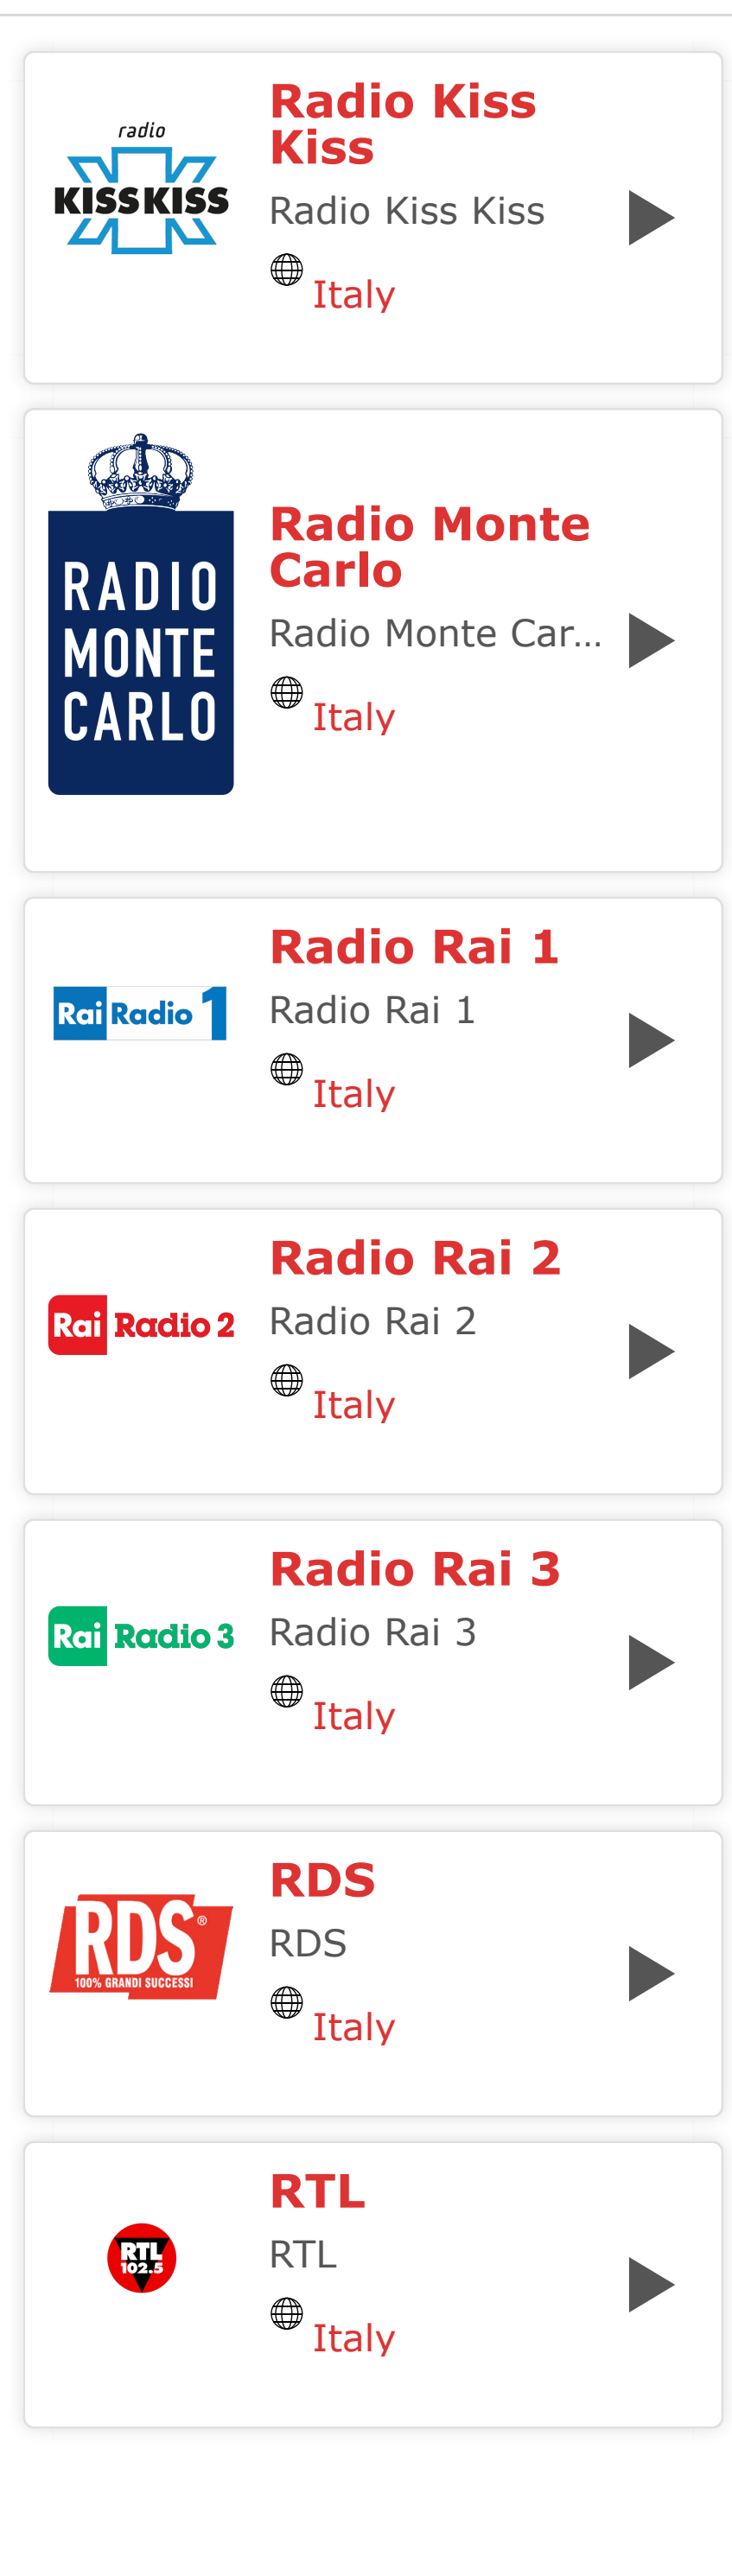 radio
KISS KISS
Radio Kiss
Kiss
Radio Kiss Kiss
Italy
RADIO
MONTE
CARLO
Radio Monte
Carlo
Radio Monte Car...
Italy
Rai Radio 1
Radio Rai 1
Radio Rai 1
Italy
Rai Radio 2
Radio Rai 2
Radio Rai 2
Italy
Rai Radio 3
Radio Rai 3
Radio Rai 3
Italy
RDS®
100% GRANDI SUCCESSI
RDS
RDS
Italy
RTL
102.5
RTL
RTL
Italy